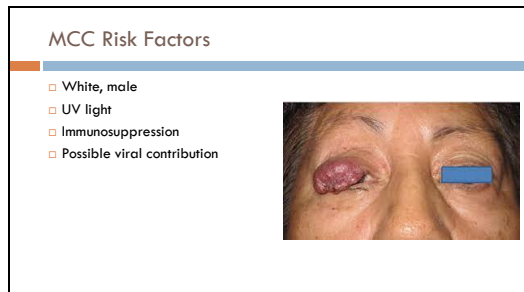 MCC Risk Factors
White, male
UV light
Immunosuppression
Possible viral contribution